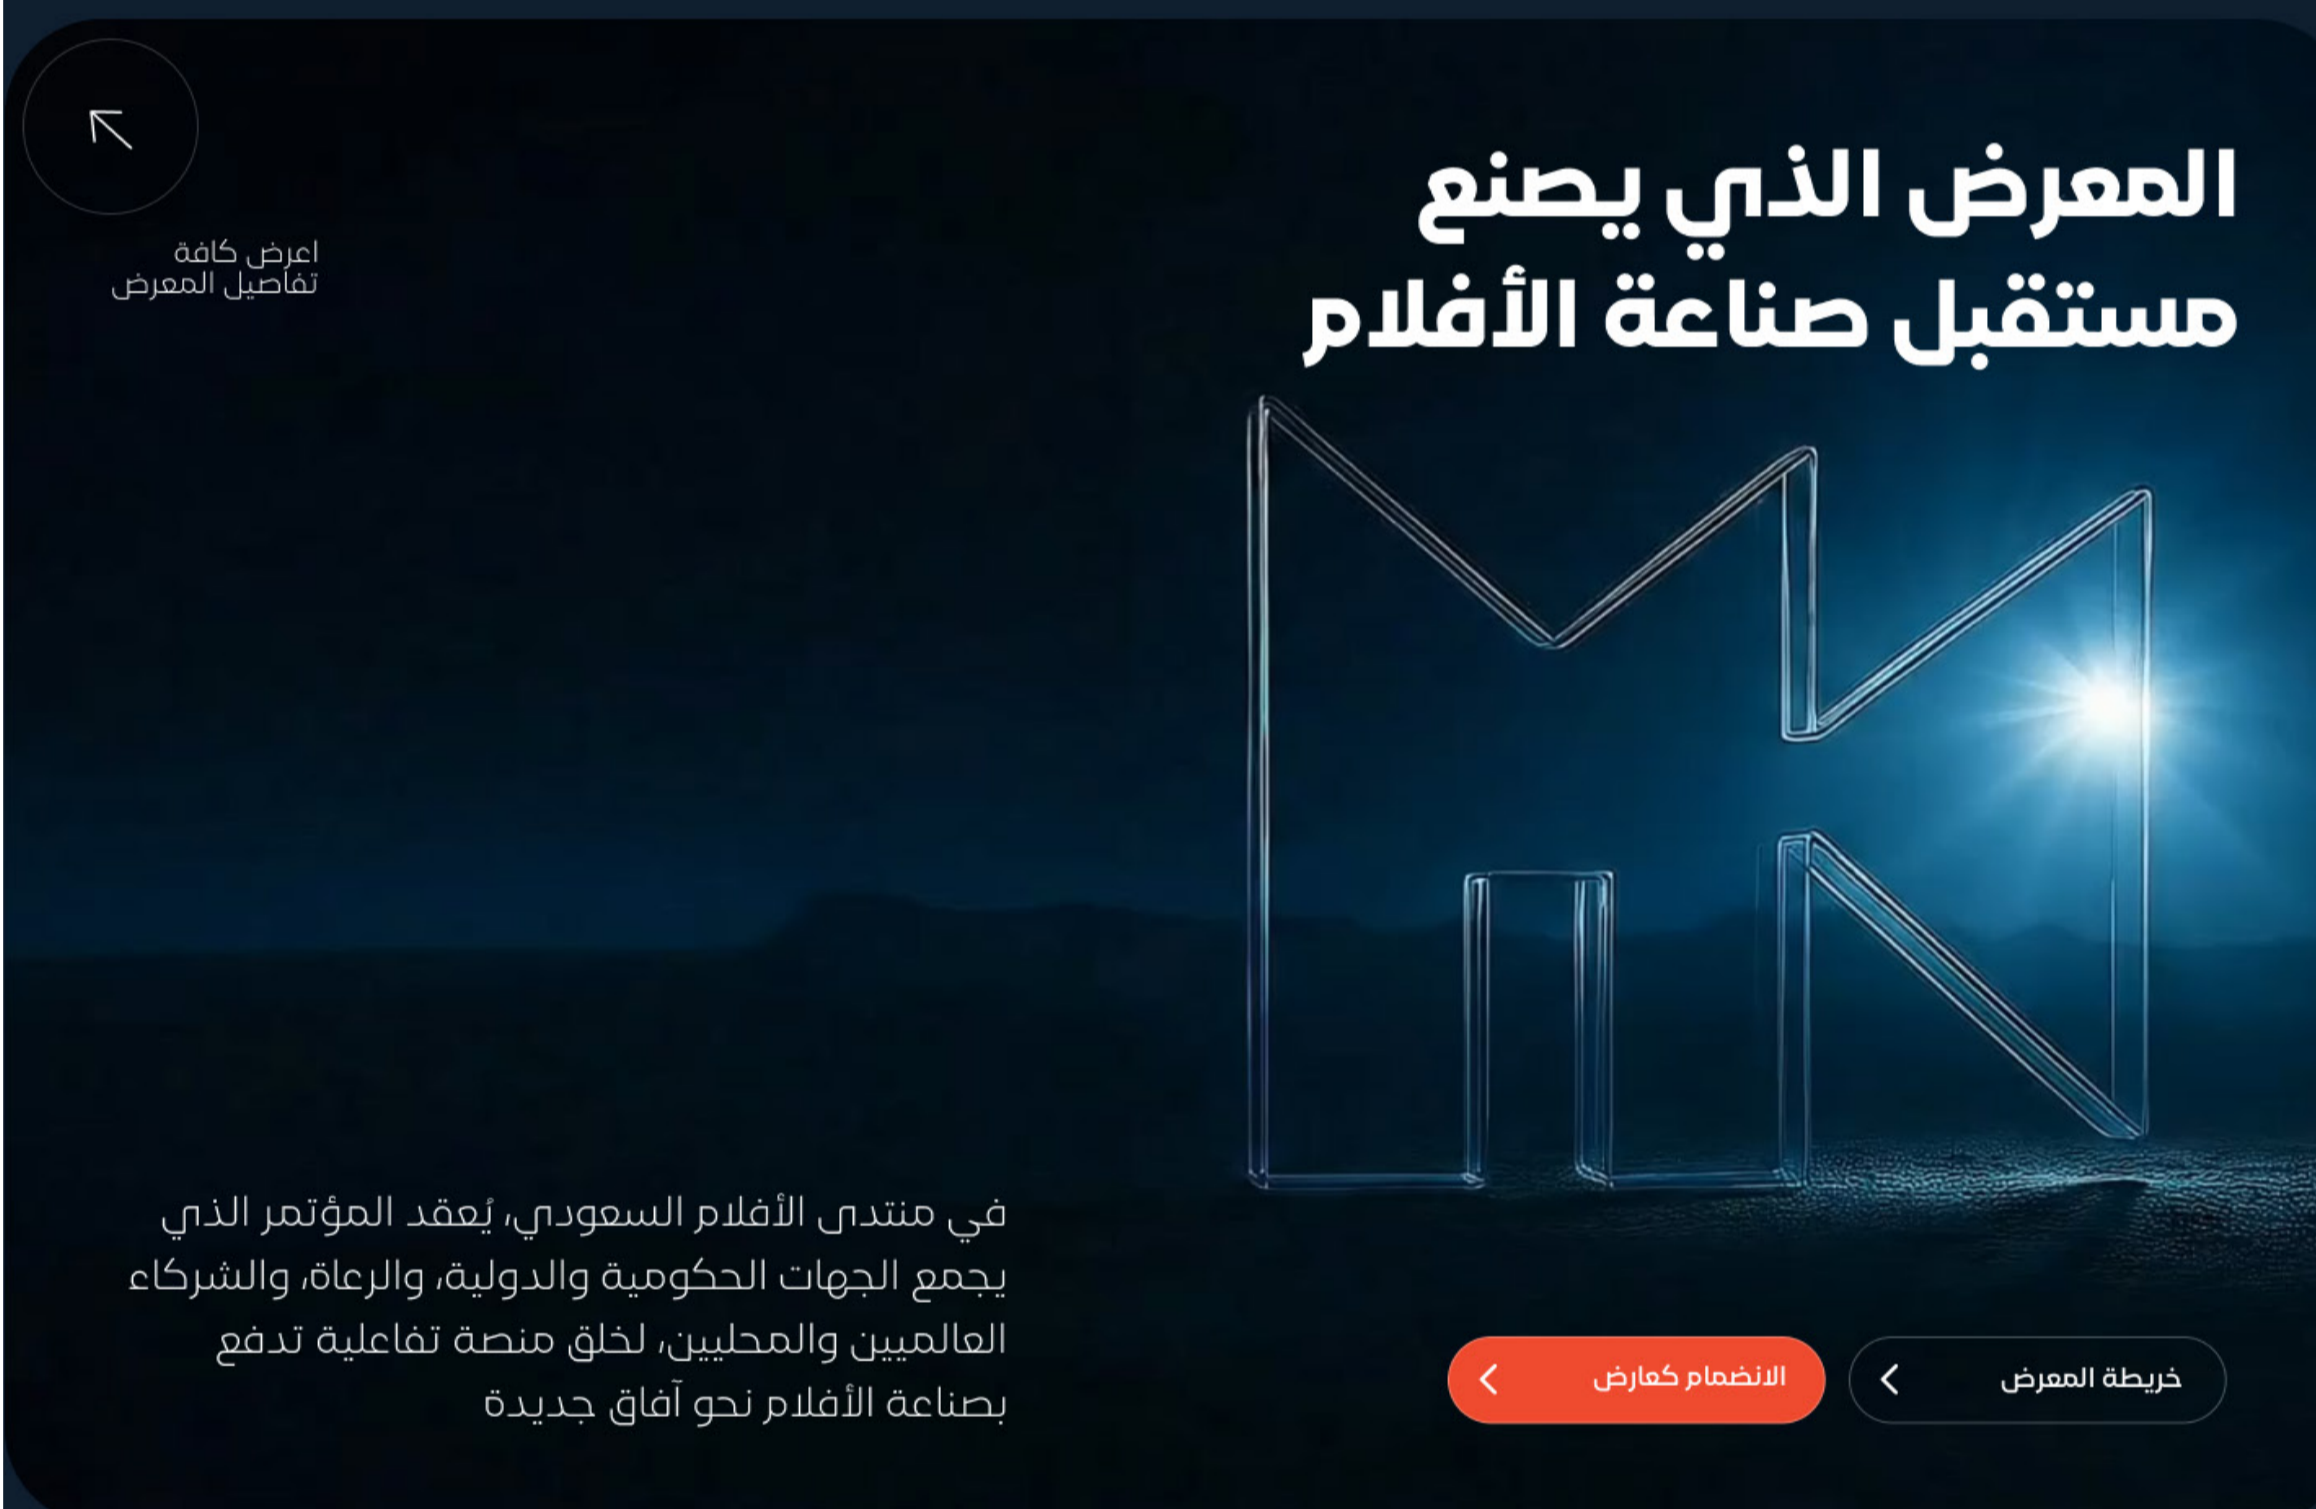 المعرض الذي يصنع
مستقبل صناعة الأفلام
اعرض كافة
تفاصيل المعرض
في منتدى الأفلام السعودي، يُعقد المؤتمر الذي
يجمع الجهات الحكومية والدولية، والرعاة، والشركاء
العالميين والمحليين، لخلق منصة تفاعلية تدفع
بصناعة الأفلام نحو آفاق جديدة
خريطة المعرض
الانضمام كعارض